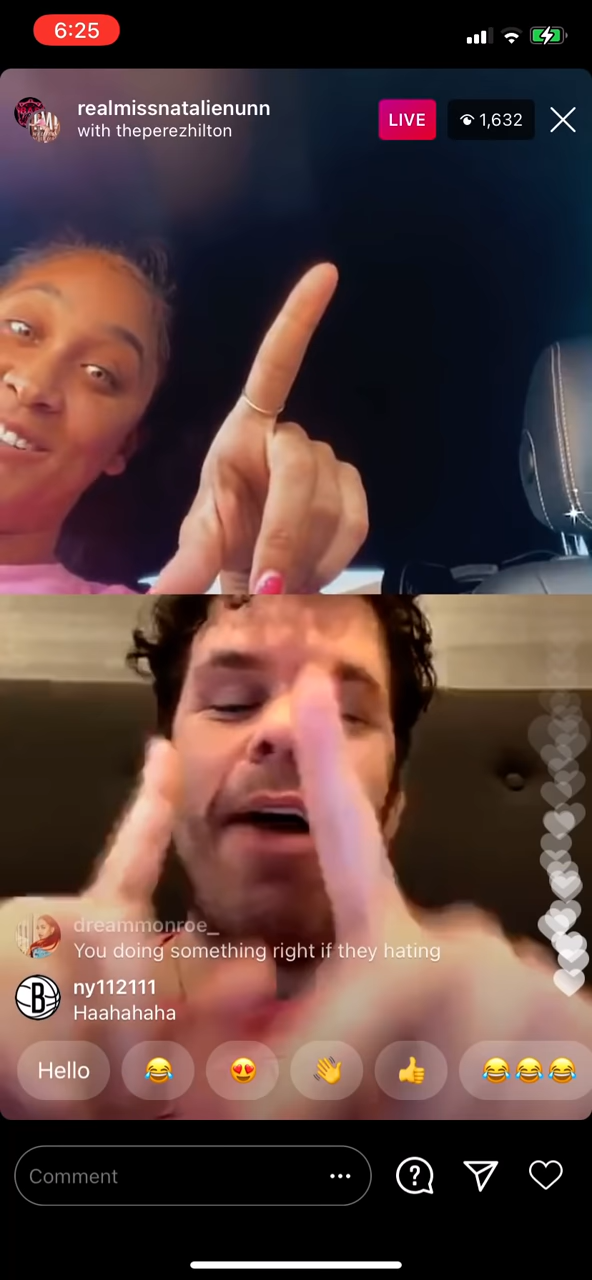 6:25
realmissnatalienunn
with theperezhilton
LIVE
1,632
dreammonroe_
You doing something right if they hating
B
ny112111
Haahahaha
Hello
Comment